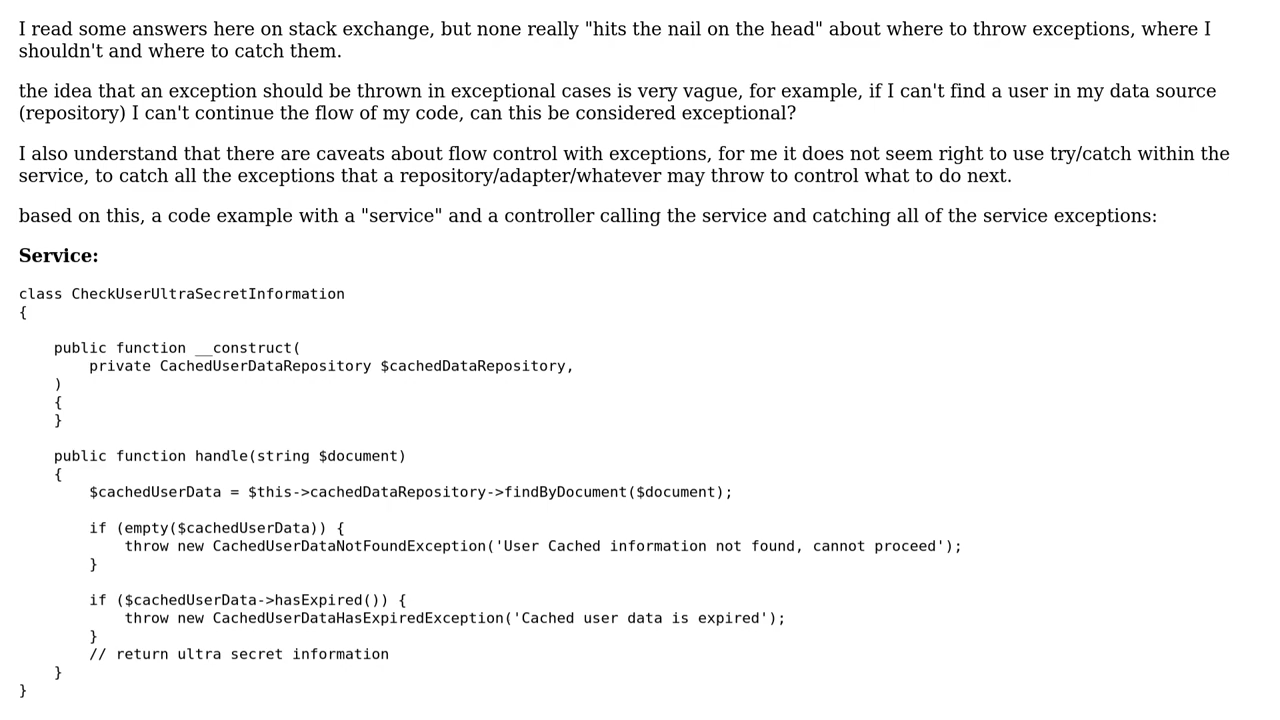 I read some answers here on stack exchange, but none really "hits the nail on the head" about where to throw exceptions, where I
shouldn't and where to catch them.
the idea that an exception should be thrown in exceptional cases is very vague, for example, if I can't find a user in my data source
(repository) I can't continue the flow of my code, can this be considered exceptional?
I also understand that there are caveats about flow control with exceptions, for me it does not seem right to use try/catch within the
service, to catch all the exceptions that a repository/adapter/whatever may throw to control what to do next.
based on this, a code example with a "service" and a controller calling the service and catching all of the service exceptions:
Service:
class CheckUserUltraSecretInformation
{
    public function __construct(
        private CachedUserDataRepository $cachedDataRepository,
    )
    {
    }
    public function handle(string $document)
    {
        $cachedUserData = $this->cachedDataRepository->findByDocument($document);
        if (empty($cachedUserData)) {
            throw new CachedUserDataNotFoundException('User Cached information not found, cannot proceed');
        }
        if ($cachedUserData->hasExpired()) {
            throw new CachedUserDataHasExpiredException('Cached user data is expired');
        }
        // return ultra secret information
    }
}